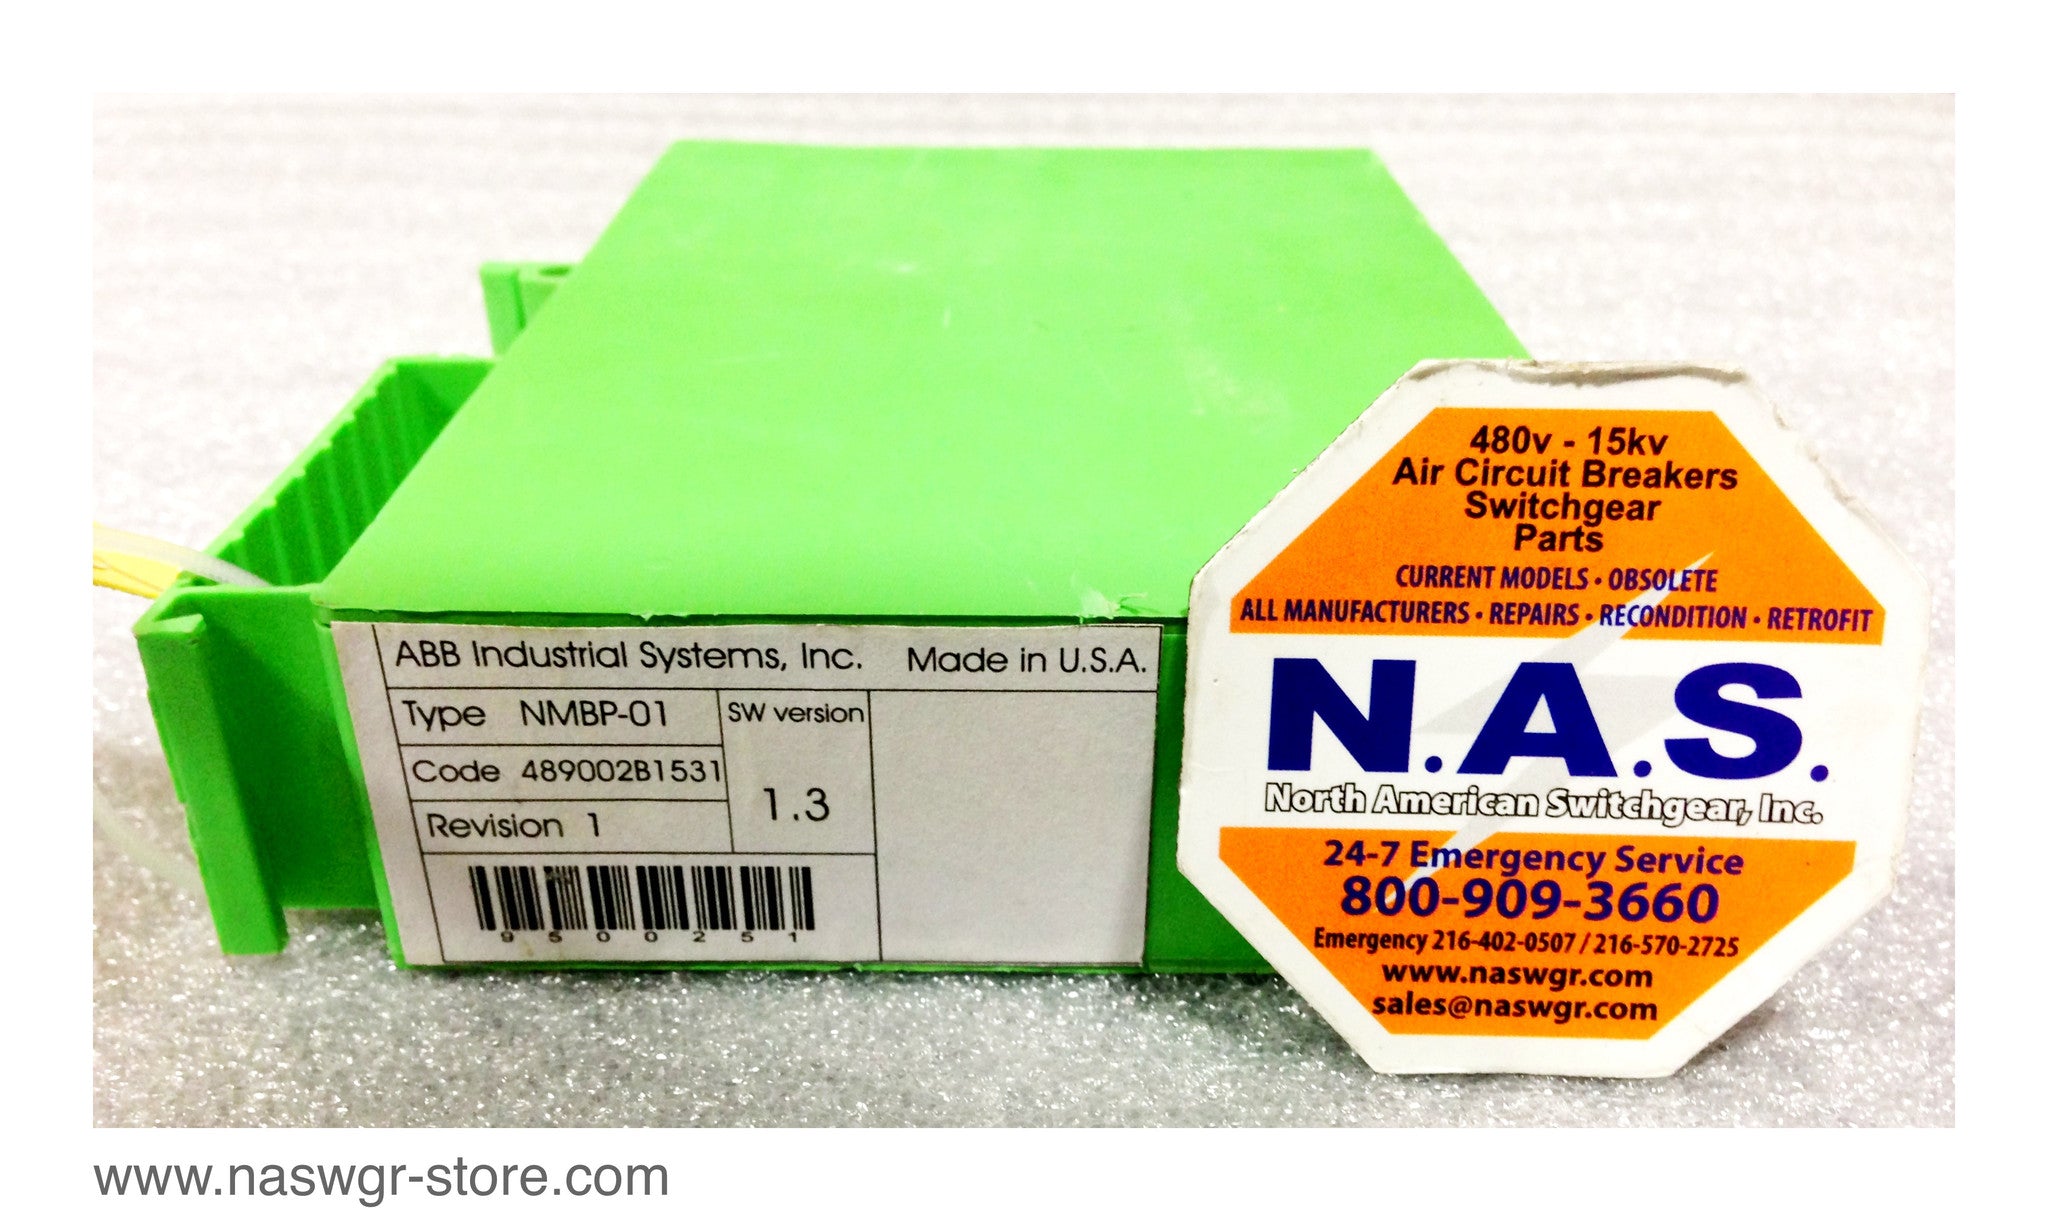 ABB Industrial Systems, Inc. Made in U.S.A.
Type NMBP-01
SW version
Code 489002B1531
1.3
Revision 1
9500251
480v - 15kv
Air Circuit Breakers
Switchgear
Parts
CURRENT MODELS • OBSOLETE
ALL MANUFACTURERS • REPAIRS • RECONDITION • RETROFIT
N.A.S.
North American Switchgear, Inc.
24-7 Emergency Service
800-909-3660
Emergency 216-402-0507 / 216-570-2725
www.naswgr.com
sales@naswgr.com
www.naswgr-store.com